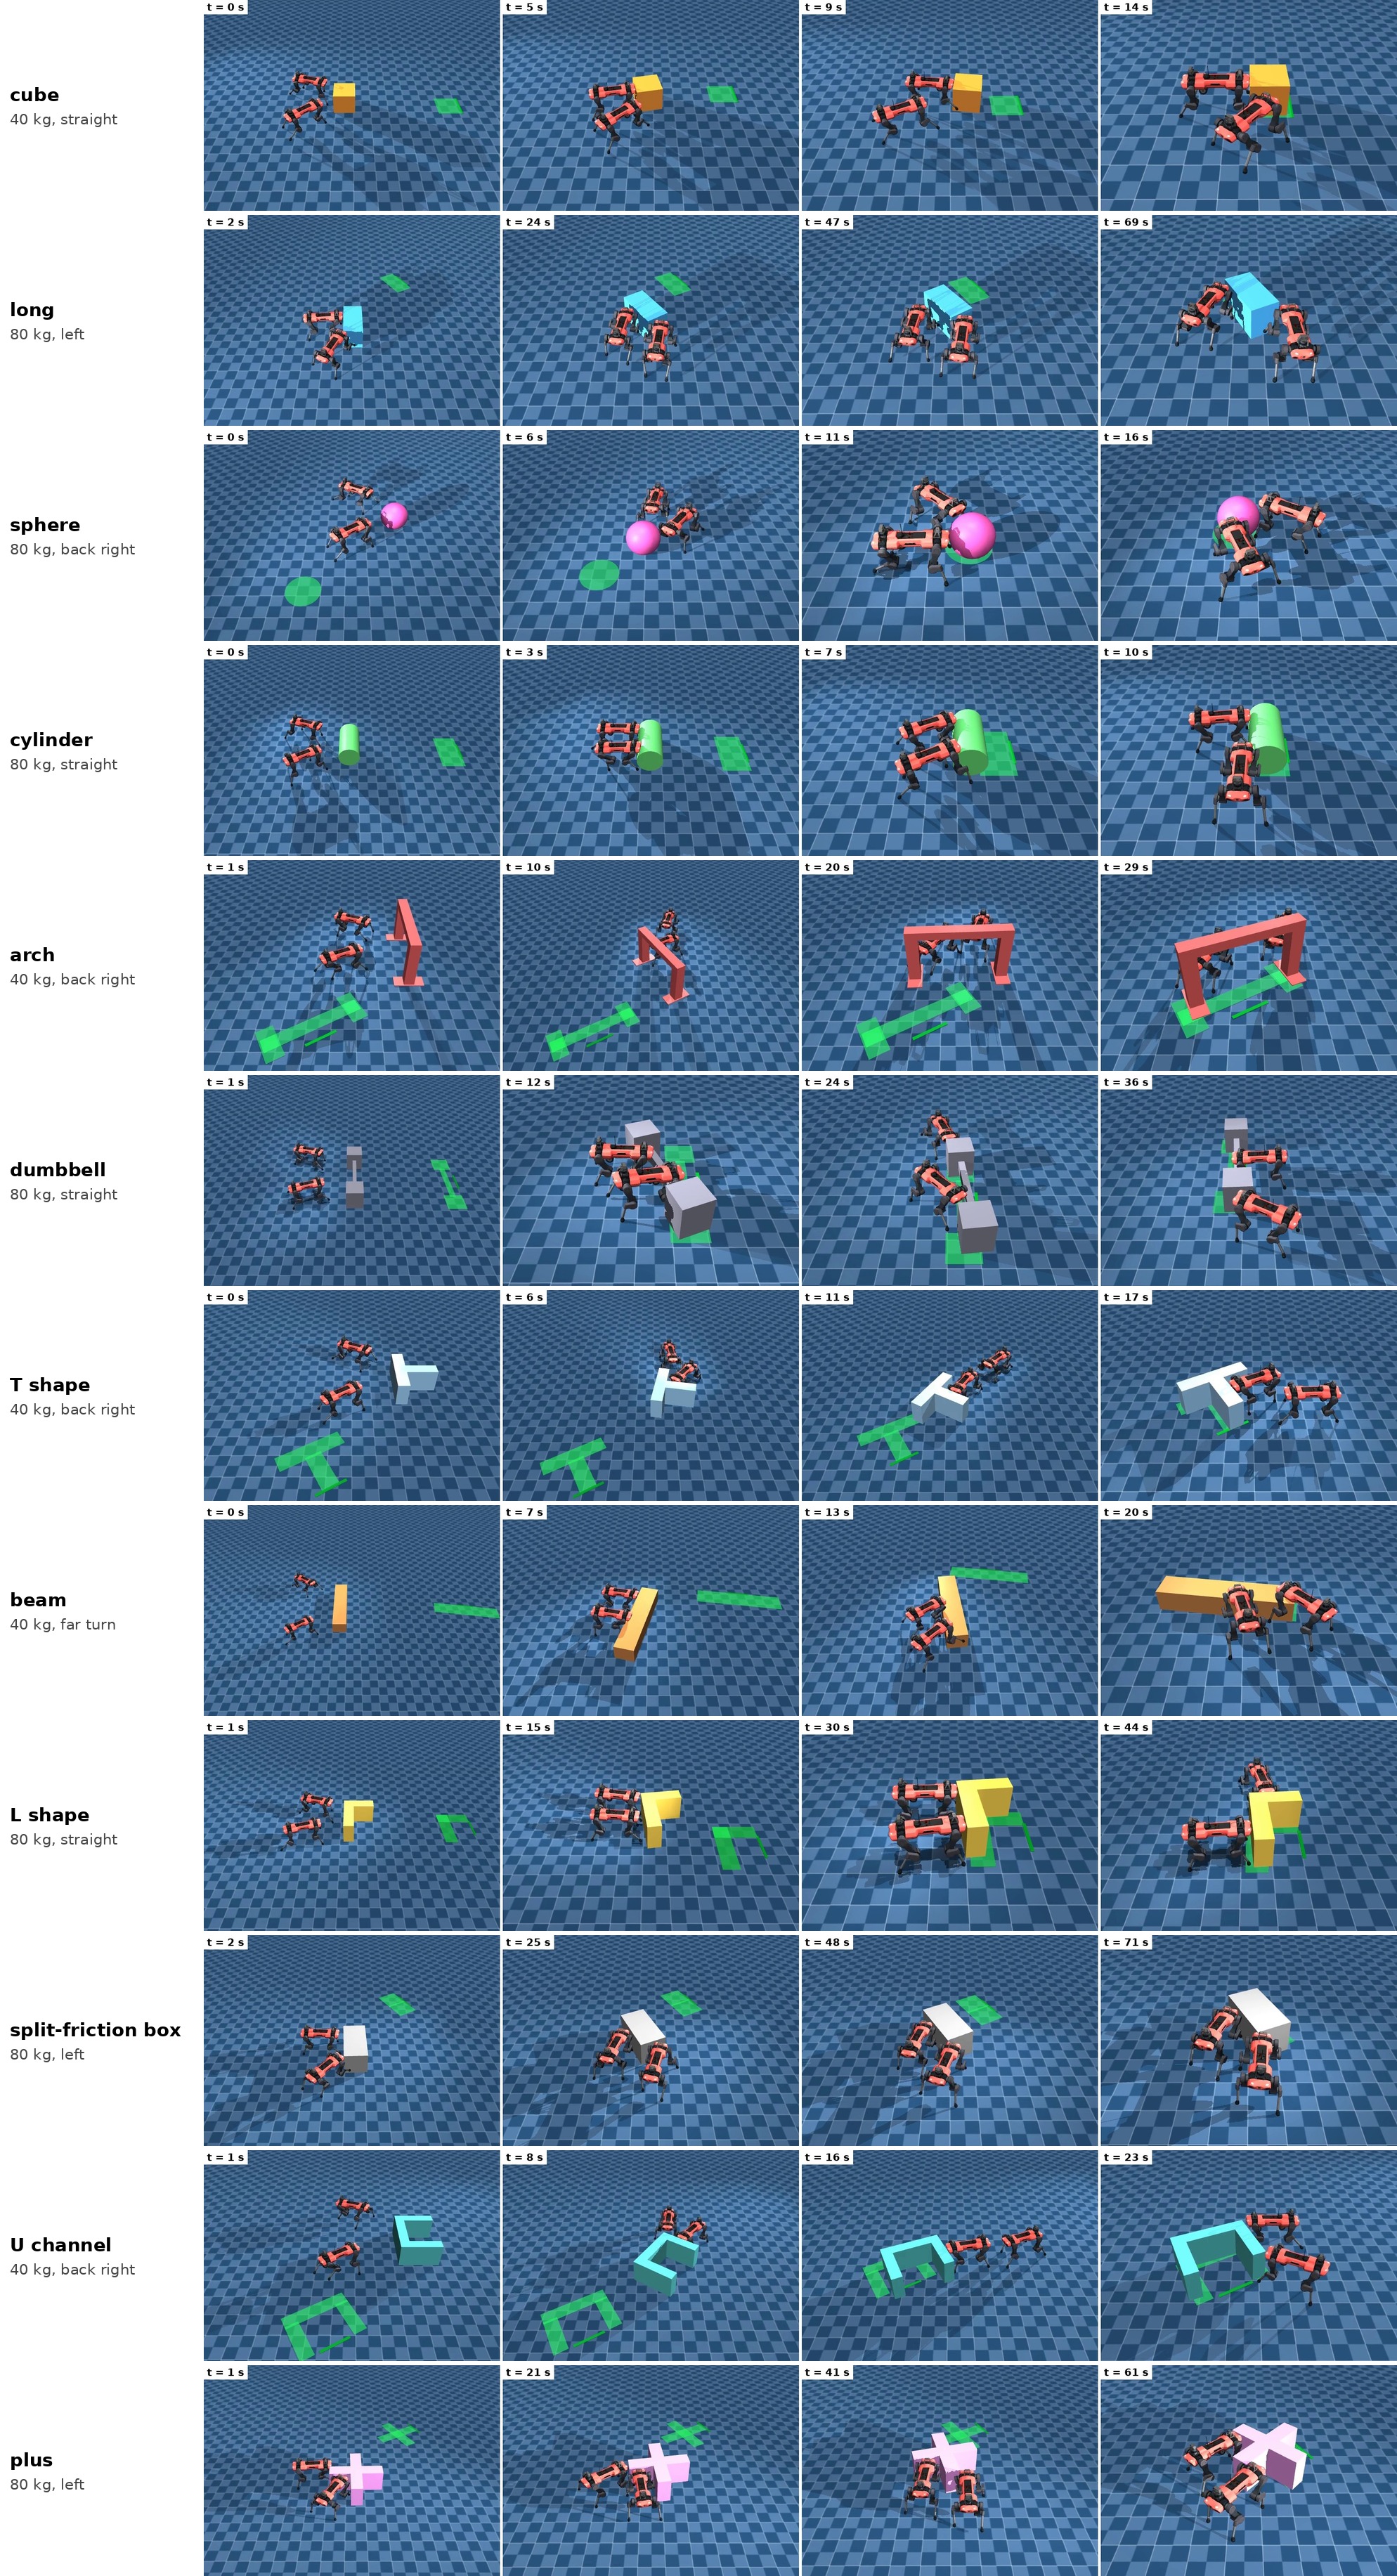 t = 0 s
t = 5 s
t = 9 s
t = 14 s
cube
40 kg, straight
t = 2 s
t = 24 s
t = 47 s
t = 69 s
long
80 kg, left
t = 0 s
t = 6 s
t = 11 s
t = 16 s
sphere
80 kg, back right
t = 0 s
t = 3 s
t = 7 s
t = 10 s
cylinder
80 kg, straight
t = 1 s
t = 10 s
t = 20 s
t = 29 s
arch
40 kg, back right
t = 1 s
t = 12 s
t = 24 s
t = 36 s
dumbbell
80 kg, straight
t = 0 s
t = 6 s
t = 11 s
t = 17 s
T shape
40 kg, back right
t = 0 s
t = 7 s
t = 13 s
t = 20 s
beam
40 kg, far turn
t = 1 s
t = 15 s
t = 30 s
t = 44 s
L shape
80 kg, straight
t = 2 s
t = 25 s
t = 48 s
t = 71 s
split-friction box
80 kg, left
t = 1 s
t = 8 s
t = 16 s
t = 23 s
U channel
40 kg, back right
t = 1 s
t = 21 s
t = 41 s
t = 61 s
plus
80 kg, left